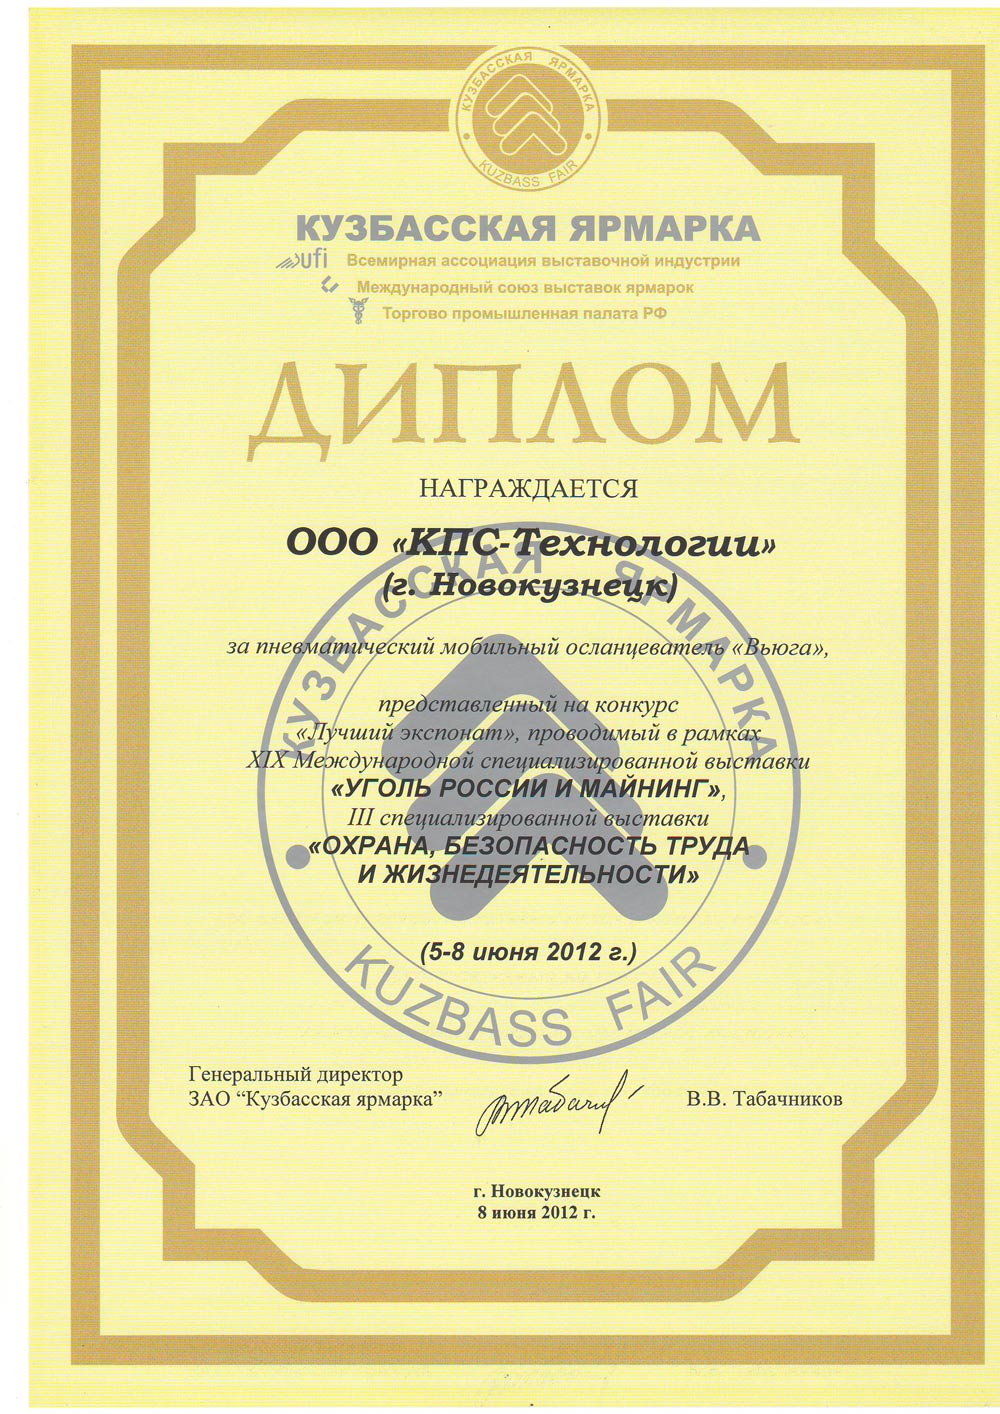 КУЗБАССКАЯ ЯРМАРКА
KUZBASS FAIR
КУЗБАССКАЯ ЯРМАРКА
ufi Всемирная ассоциация выставочной индустрии
Международный союз выставок ярмарок
Торгово промышленная палата РФ
ДИПЛОМ
НАГРАЖДАЕТСЯ
ООО «КПС-Технологии»
(г. Новокузнецк)
за пневматический мобильный осланцеватель «Вьюга»,
представленный на конкурс
«Лучший экспонат», проводимый в рамках
XIX Международной специализированной выставки
«УГОЛЬ РОССИИ И МАЙНИНГ»,
III специализированной выставки
«ОХРАНА, БЕЗОПАСНОСТЬ ТРУДА
И ЖИЗНЕДЕЯТЕЛЬНОСТИ»
(5-8 июня 2012 г.)
КУЗБАССКАЯ ЯРМАРКА
KUZBASS FAIR
Генеральный директор
ЗАО “Кузбасская ярмарка” В.В. Табачников
г. Новокузнецк
8 июня 2012 г.